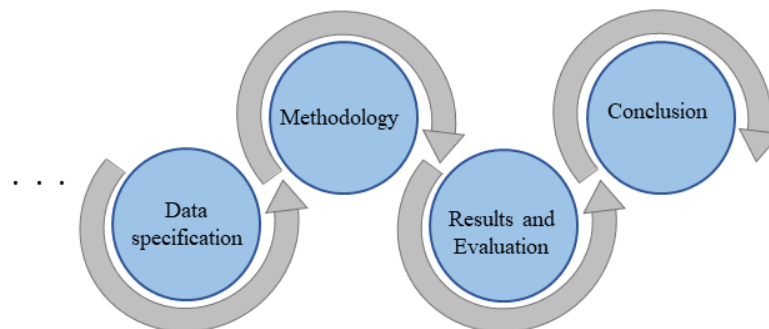 . . .
Data
specification
Methodology
Results and
Evaluation
Conclusion